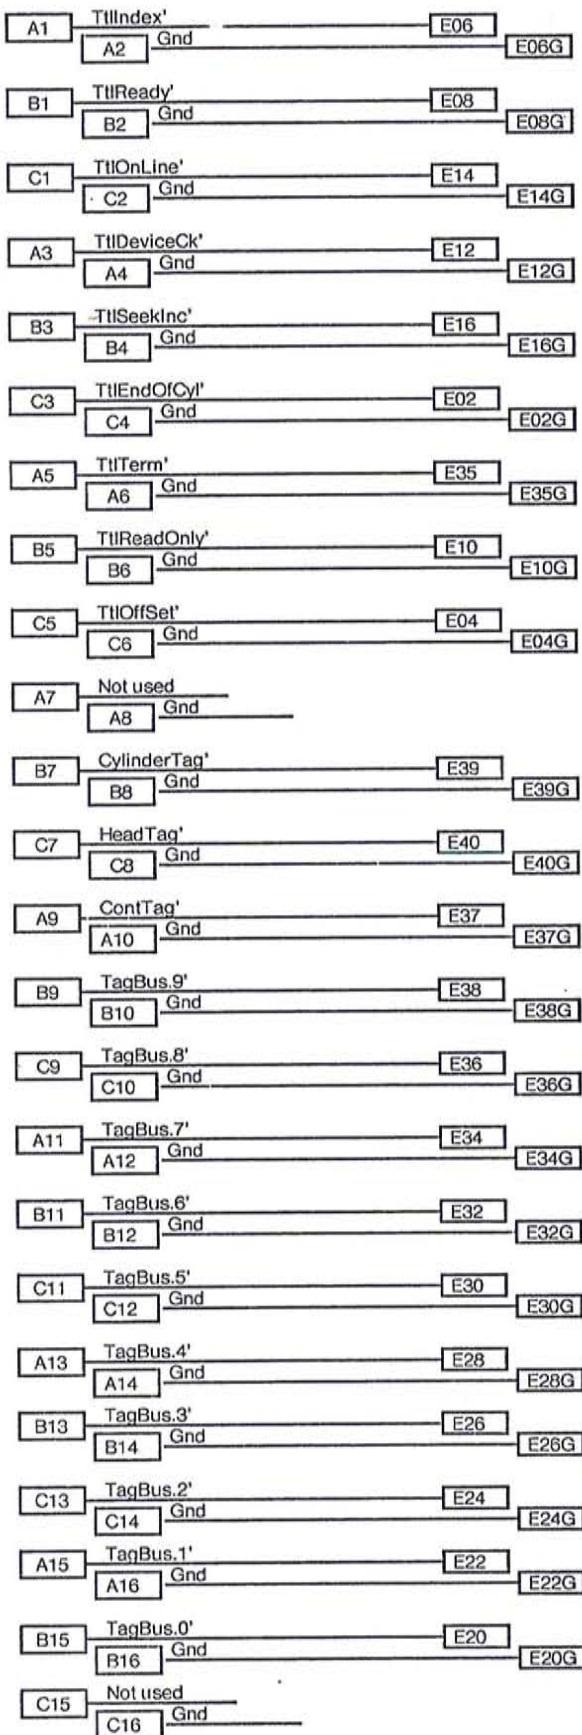 A1 TtlIndex' E06
A2 Gnd E06G
B1 TtlReady' E08
B2 Gnd E08G
C1 TtlOnLine' E14
C2 Gnd E14G
A3 TtlDeviceCk' E12
A4 Gnd E12G
B3 TtlSeekInc' E16
B4 Gnd E16G
C3 TtlEndOfCyl' E02
C4 Gnd E02G
A5 TtlTerm' E35
A6 Gnd E35G
B5 TtlReadOnly' E10
B6 Gnd E10G
C5 TtlOffSet' E04
C6 Gnd E04G
A7 Not used
A8 Gnd
B7 CylinderTag' E39
B8 Gnd E39G
C7 HeadTag' E40
C8 Gnd E40G
A9 ContTag' E37
A10 Gnd E37G
B9 TagBus.9' E38
B10 Gnd E38G
C9 TagBus.8' E36
C10 Gnd E36G
A11 TagBus.7' E34
A12 Gnd E34G
B11 TagBus.6' E32
B12 Gnd E32G
C11 TagBus.5' E30
C12 Gnd E30G
A13 TagBus.4' E28
A14 Gnd E28G
B13 TagBus.3' E26
B14 Gnd E26G
C13 TagBus.2' E24
C14 Gnd E24G
A15 TagBus.1' E22
A16 Gnd E22G
B15 TagBus.0' E20
B16 Gnd E20G
C15 Not used
C16 Gnd